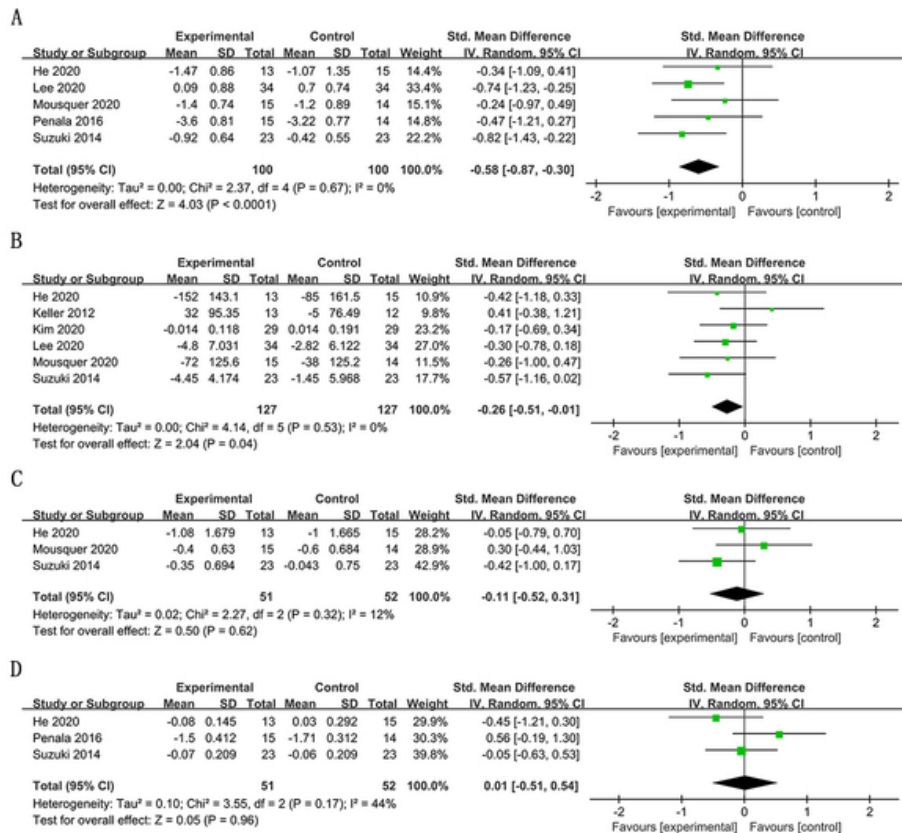 A
Experimental Control Std. Mean Difference Std. Mean Difference
Study or Subgroup Mean SD Total Mean SD Total Weight IV, Random, 95% CI IV, Random, 95% CI
He 2020 -1.47 0.86 13 -1.07 1.35 15 14.4% -0.34 [-1.09, 0.41]
Lee 2020 0.09 0.88 34 0.7 0.74 34 33.4% -0.74 [-1.23, -0.25]
Mousquer 2020 -1.4 0.74 15 -1.2 0.89 14 15.1% -0.24 [-0.97, 0.49]
Penala 2016 -3.6 0.81 15 -3.22 0.77 14 14.8% -0.47 [-1.21, 0.27]
Suzuki 2014 -0.92 0.64 23 -0.42 0.55 23 22.2% -0.82 [-1.43, -0.22]
Total (95% CI) 100 100 100.0% -0.58 [-0.87, -0.30]
Heterogeneity: Tau² = 0.00; Chi² = 2.37, df = 4 (P = 0.67); I² = 0%
Test for overall effect: Z = 4.03 (P < 0.0001)
-2 -1 0 1 2
Favours [experimental] Favours [control]
B
Experimental Control Std. Mean Difference Std. Mean Difference
Study or Subgroup Mean SD Total Mean SD Total Weight IV, Random, 95% CI IV, Random, 95% CI
He 2020 -152 143.1 13 -85 161.5 15 10.9% -0.42 [-1.18, 0.33]
Keller 2012 32 95.35 13 -5 76.49 12 9.8% 0.41 [-0.38, 1.21]
Kim 2020 -0.014 0.118 29 0.014 0.191 29 23.2% -0.17 [-0.69, 0.34]
Lee 2020 -4.8 7.031 34 -2.82 6.122 34 27.0% -0.30 [-0.78, 0.18]
Mousquer 2020 -72 125.6 15 -38 125.2 14 11.5% -0.26 [-1.00, 0.47]
Suzuki 2014 -4.45 4.174 23 -1.45 5.968 23 17.7% -0.57 [-1.16, 0.02]
Total (95% CI) 127 127 100.0% -0.26 [-0.51, -0.01]
Heterogeneity: Tau² = 0.00; Chi² = 4.14, df = 5 (P = 0.53); I² = 0%
Test for overall effect: Z = 2.04 (P = 0.04)
-2 -1 0 1 2
Favours [experimental] Favours [control]
C
Experimental Control Std. Mean Difference Std. Mean Difference
Study or Subgroup Mean SD Total Mean SD Total Weight IV, Random, 95% CI IV, Random, 95% CI
He 2020 -1.08 1.679 13 -1 1.665 15 28.2% -0.05 [-0.79, 0.70]
Mousquer 2020 -0.4 0.63 15 -0.6 0.684 14 28.9% 0.30 [-0.44, 1.03]
Suzuki 2014 -0.35 0.694 23 -0.043 0.75 23 42.9% -0.42 [-1.00, 0.17]
Total (95% CI) 51 52 100.0% -0.11 [-0.52, 0.31]
Heterogeneity: Tau² = 0.02; Chi² = 2.27, df = 2 (P = 0.32); I² = 12%
Test for overall effect: Z = 0.50 (P = 0.62)
-2 -1 0 1 2
Favours [experimental] Favours [control]
D
Experimental Control Std. Mean Difference Std. Mean Difference
Study or Subgroup Mean SD Total Mean SD Total Weight IV, Random, 95% CI IV, Random, 95% CI
He 2020 -0.08 0.145 13 0.03 0.292 15 29.9% -0.45 [-1.21, 0.30]
Penala 2016 -1.5 0.412 15 -1.71 0.312 14 30.3% 0.56 [-0.19, 1.30]
Suzuki 2014 -0.07 0.209 23 -0.06 0.209 23 39.8% -0.05 [-0.63, 0.53]
Total (95% CI) 51 52 100.0% 0.01 [-0.51, 0.54]
Heterogeneity: Tau² = 0.10; Chi² = 3.55, df = 2 (P = 0.17); I² = 44%
Test for overall effect: Z = 0.05 (P = 0.96)
-2 -1 0 1 2
Favours [experimental] Favours [control]